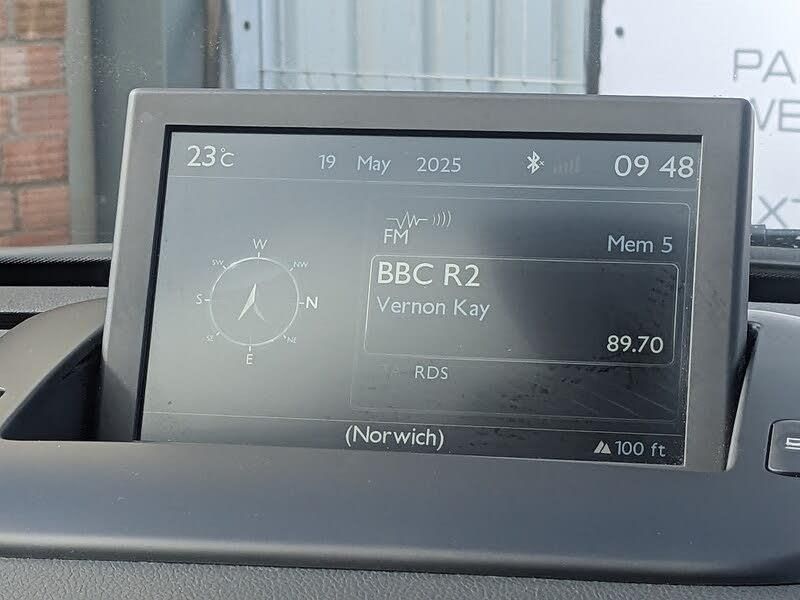 23°C 19 May 2025 09 48
FM
Mem 5
BBC R2
Vernon Kay
89.70
TA RDS
W
SW NW
S N
SE NE
E
(Norwich)
100 ft
PA
WE
XT